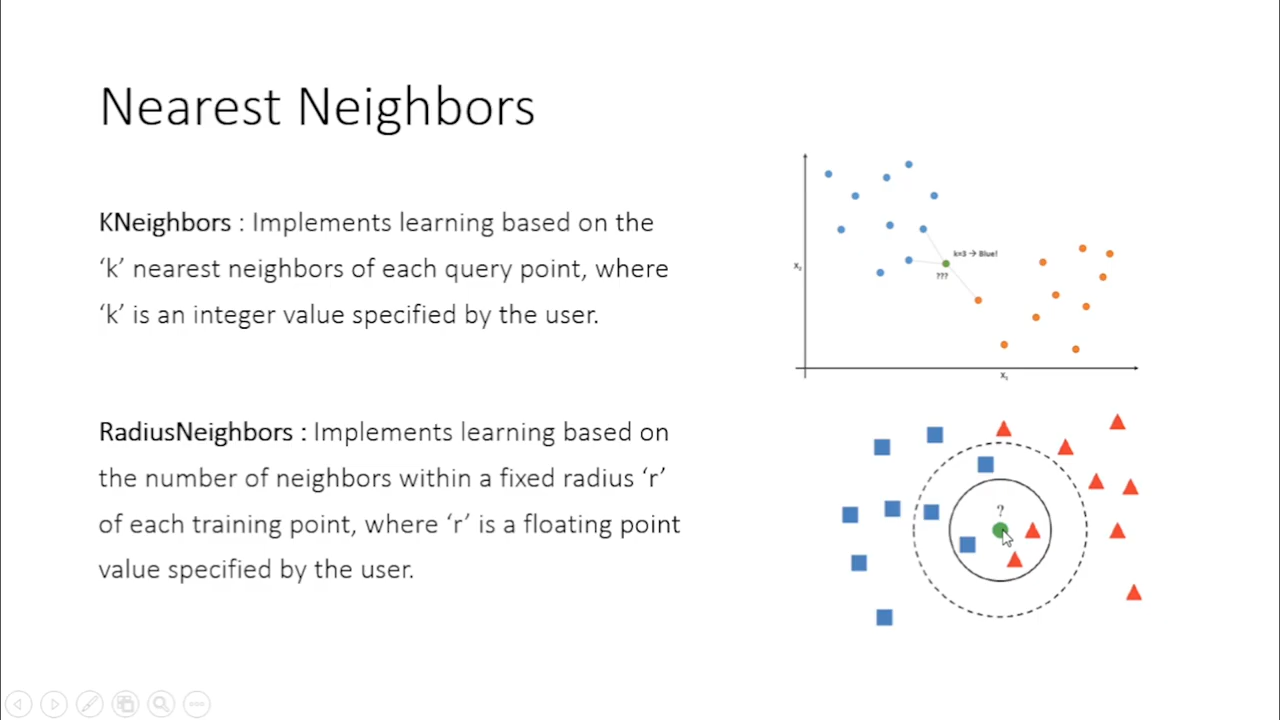 Nearest Neighbors
KNeighbors : Implements learning based on the
‘k’ nearest neighbors of each query point, where
‘k’ is an integer value specified by the user.
RadiusNeighbors : Implements learning based on
the number of neighbors within a fixed radius ‘r’
of each training point, where ‘r’ is a floating point
value specified by the user.
k=3 → Blue!
X₂
???
X₁
?